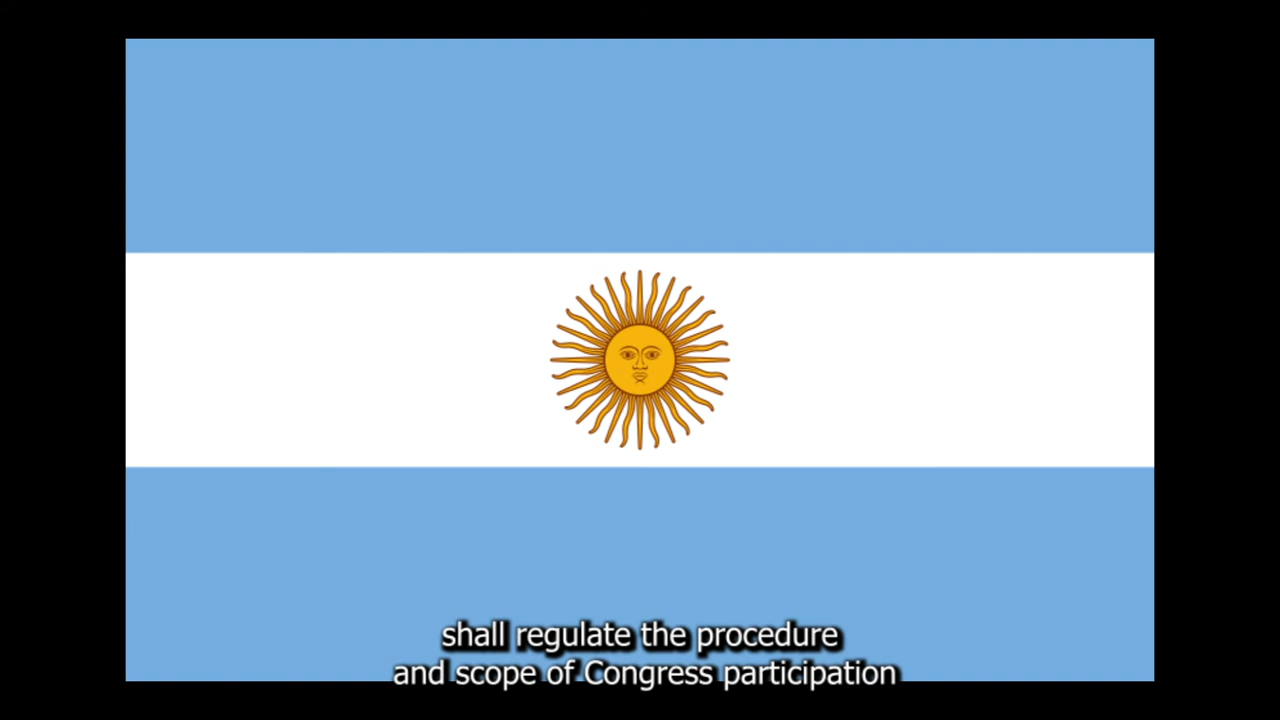 shall regulate the procedure
and scope of Congress participation